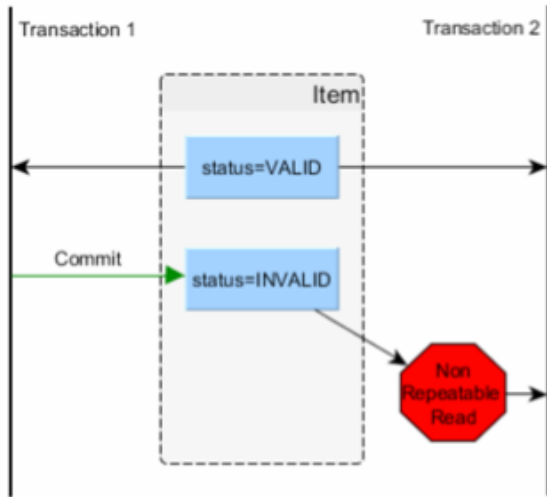 Transaction 1
Transaction 2
Item
status=VALID
Commit
status=INVALID
Non
Repeatable
Read